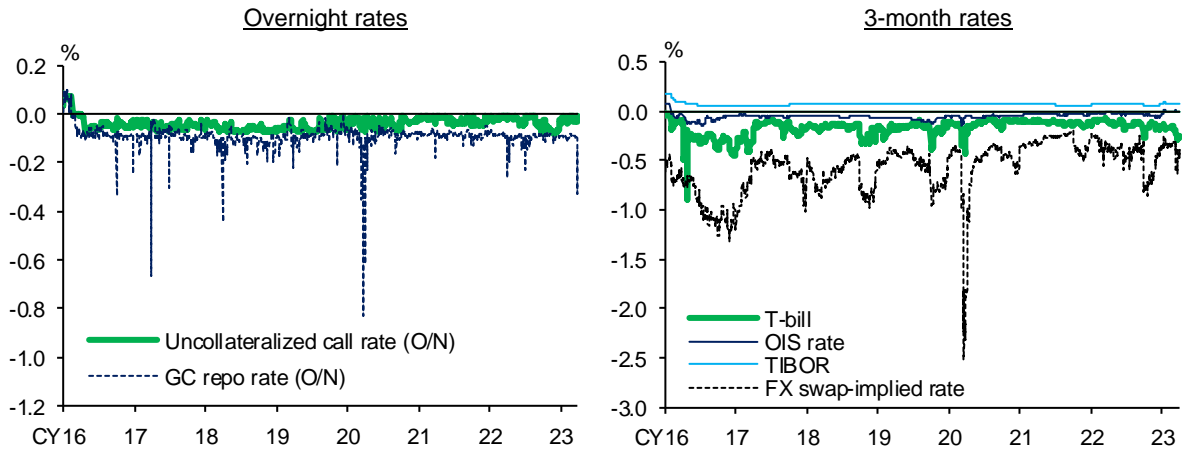 Overnight rates
%
0.2
0.0
-0.2
-0.4
-0.6
-0.8
-1.0
-1.2
Uncollateralized call rate (O/N)
GC repo rate (O/N)
CY16 17 18 19 20 21 22 23
3-month rates
%
0.5
0.0
-0.5
-1.0
-1.5
-2.0
-2.5
-3.0
T-bill
OIS rate
TIBOR
FX swap-implied rate
CY16 17 18 19 20 21 22 23